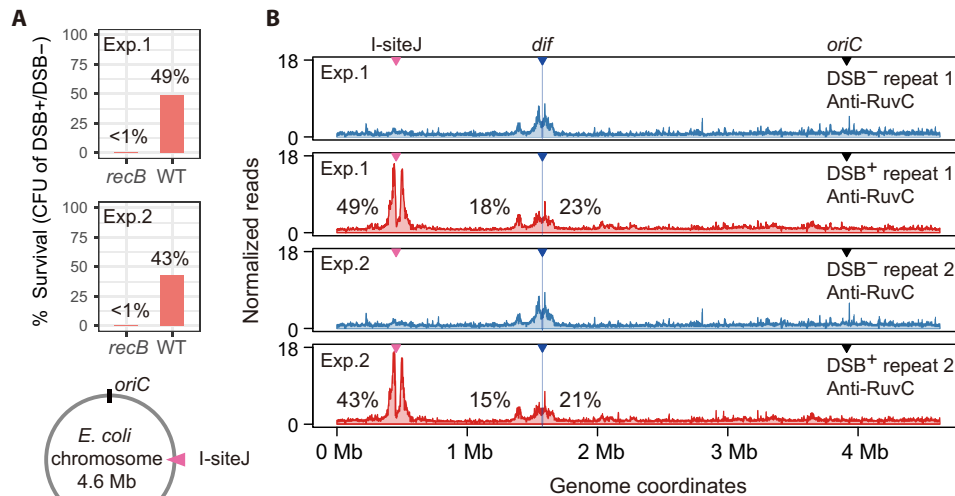 A
% Survival (CFU of DSB+/DSB−)
Exp.1
100
75
50
25
0
<1%
49%
recB WT
Exp.2
100
75
50
25
0
<1%
43%
recB WT
oriC
E. coli
chromosome
4.6 Mb
I-siteJ
B
I-siteJ dif oriC
Normalized reads
18
0
Exp.1
DSB⁻ repeat 1
Anti-RuvC
18
0
Exp.1
49% 18% 23%
DSB⁺ repeat 1
Anti-RuvC
18
0
Exp.2
DSB⁻ repeat 2
Anti-RuvC
18
0
Exp.2
43% 15% 21%
DSB⁺ repeat 2
Anti-RuvC
0 Mb 1 Mb 2 Mb 3 Mb 4 Mb
Genome coordinates